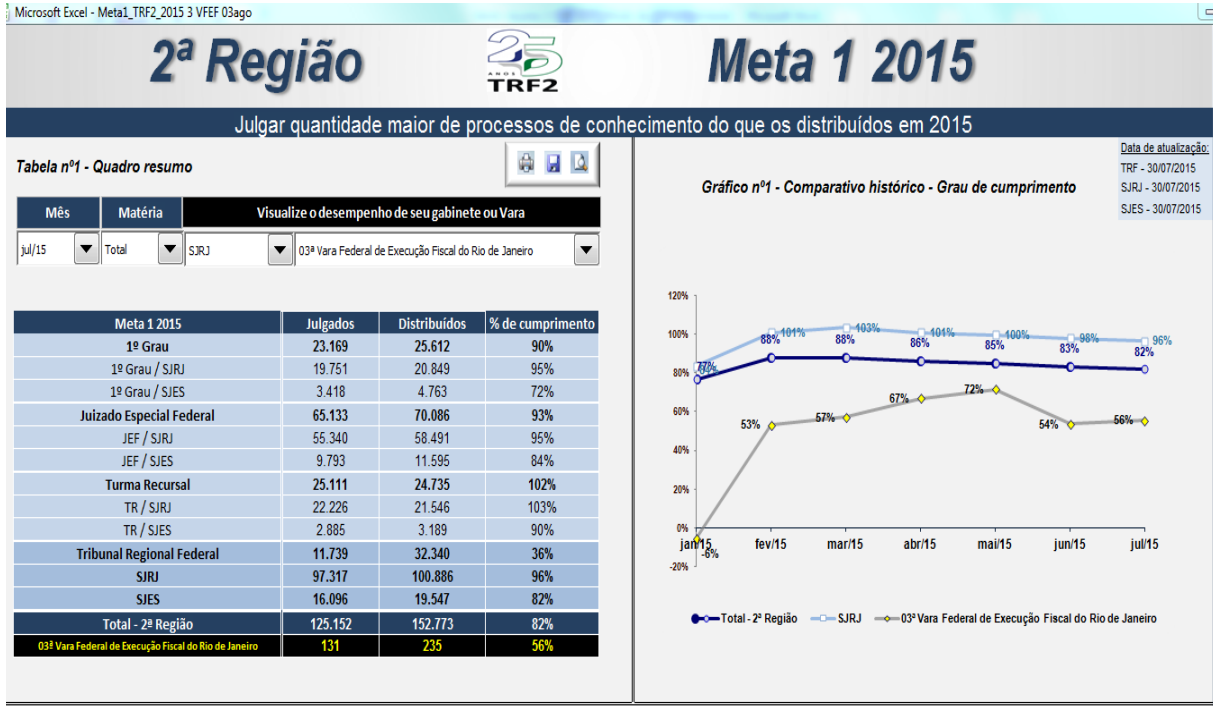 Microsoft Excel - Meta1_TRF2_2015 3 VFEF 03ago
2ª Região
25
ANOS
TRF2
Meta 1 2015
Julgar quantidade maior de processos de conhecimento do que os distribuídos em 2015
Tabela nº1 - Quadro resumo
Mês Matéria Visualize o desempenho de seu gabinete ou Vara
jul/15 Total SJRJ 03ª Vara Federal de Execução Fiscal do Rio de Janeiro
Meta 1 2015 Julgados Distribuídos % de cumprimento
1º Grau 23.169 25.612 90%
1º Grau / SJRJ 19.751 20.849 95%
1º Grau / SJES 3.418 4.763 72%
Juizado Especial Federal 65.133 70.086 93%
JEF / SJRJ 55.340 58.491 95%
JEF / SJES 9.793 11.595 84%
Turma Recursal 25.111 24.735 102%
TR / SJRJ 22.226 21.546 103%
TR / SJES 2.885 3.189 90%
Tribunal Regional Federal 11.739 32.340 36%
SJRJ 97.317 100.886 96%
SJES 16.096 19.547 82%
Total - 2ª Região 125.152 152.773 82%
03ª Vara Federal de Execução Fiscal do Rio de Janeiro 131 235 56%
Data de atualização:
TRF - 30/07/2015
SJRJ - 30/07/2015
SJES - 30/07/2015
Gráfico nº1 - Comparativo histórico - Grau de cumprimento
120%
100%
80%
60%
40%
20%
0%
-20%
101% 103% 101% 100% 98% 96%
77% 88% 88% 86% 85% 83% 82%
-6% 53% 57% 67% 72% 54% 56%
jan/15 fev/15 mar/15 abr/15 mai/15 jun/15 jul/15
Total - 2ª Região SJRJ 03ª Vara Federal de Execução Fiscal do Rio de Janeiro